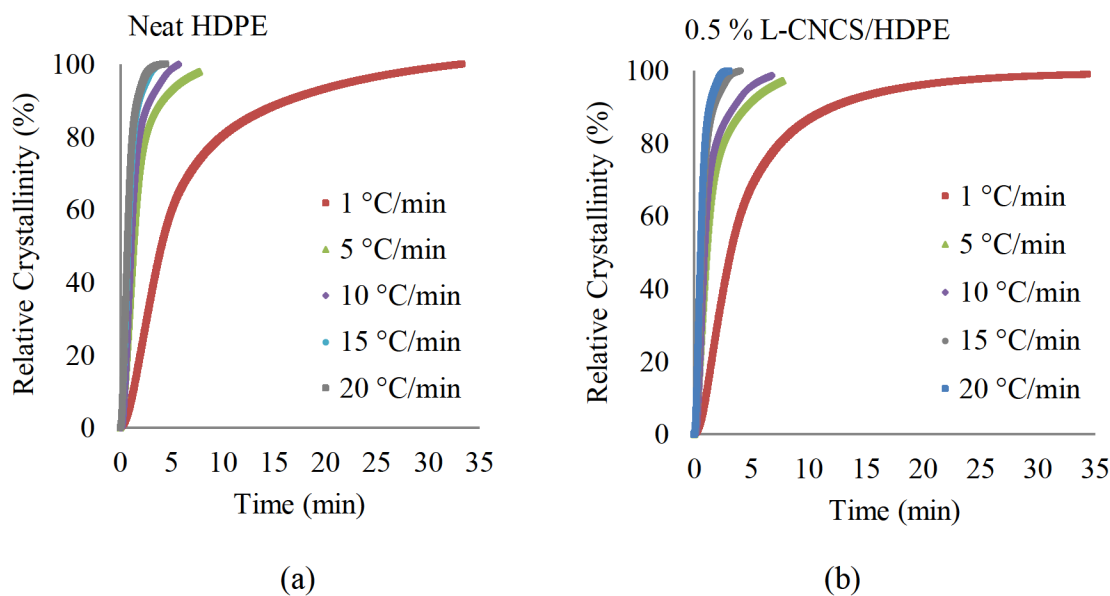 Neat HDPE
Relative Crystallinity (%)
100
80
60
40
20
0
1 °C/min
5 °C/min
10 °C/min
15 °C/min
20 °C/min
0 5 10 15 20 25 30 35
Time (min)
(a)
0.5 % L-CNCS/HDPE
Relative Crystallinity (%)
100
80
60
40
20
0
1 °C/min
5 °C/min
10 °C/min
15 °C/min
20 °C/min
0 5 10 15 20 25 30 35
Time (min)
(b)